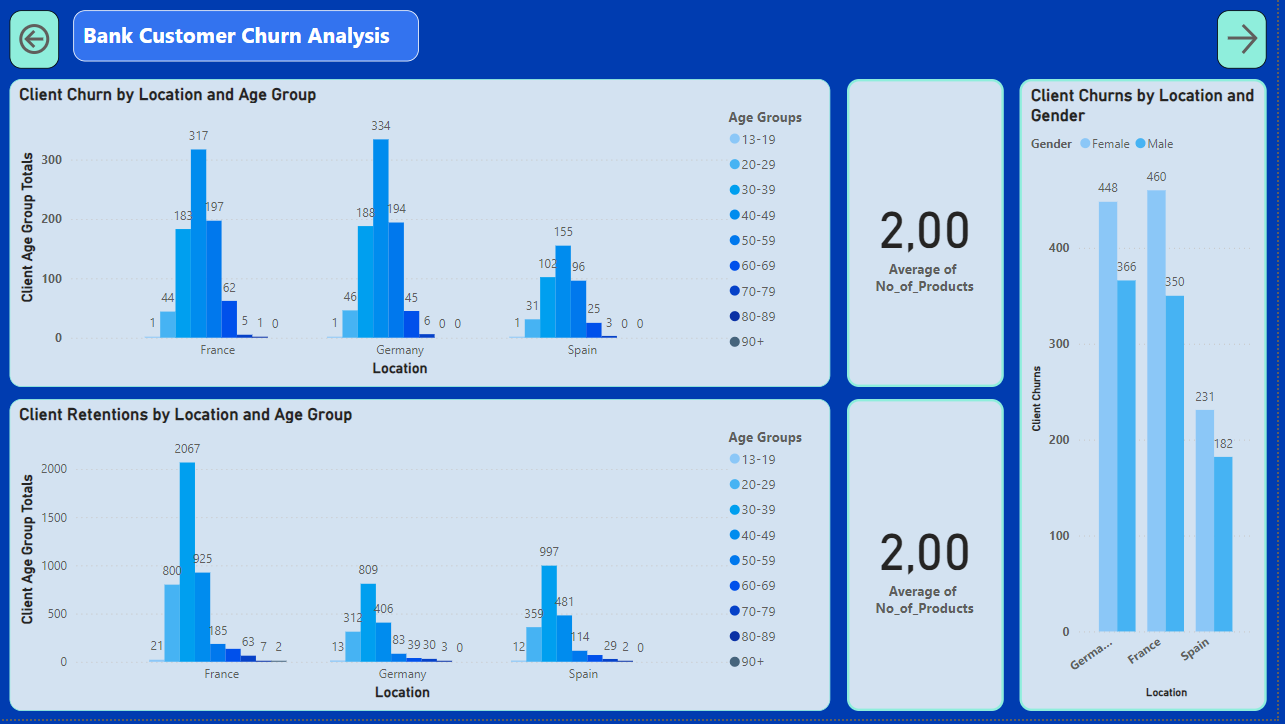 Bank Customer Churn Analysis
Client Churn by Location and Age Group
Client Age Group Totals
300
200
100
0
1 44 183 317 197 62 5 1 0
1 46 188 334 194 45 6 0 0
1 31 102 155 96 25 3 0 0
France Germany Spain
Location
Age Groups
13-19
20-29
30-39
40-49
50-59
60-69
70-79
80-89
90+
2,00
Average of
No_of_Products
Client Churns by Location and
Gender
Gender Female Male
Client Churns
400
300
200
100
0
448 366
460 350
231 182
Germa... France Spain
Location
Client Retentions by Location and Age Group
Client Age Group Totals
2000
1500
1000
500
0
21 800 2067 925 185 63 7 2
13 312 809 406 83 39 30 3 0
12 359 997 481 114 29 2 0
France Germany Spain
Location
Age Groups
13-19
20-29
30-39
40-49
50-59
60-69
70-79
80-89
90+
2,00
Average of
No_of_Products